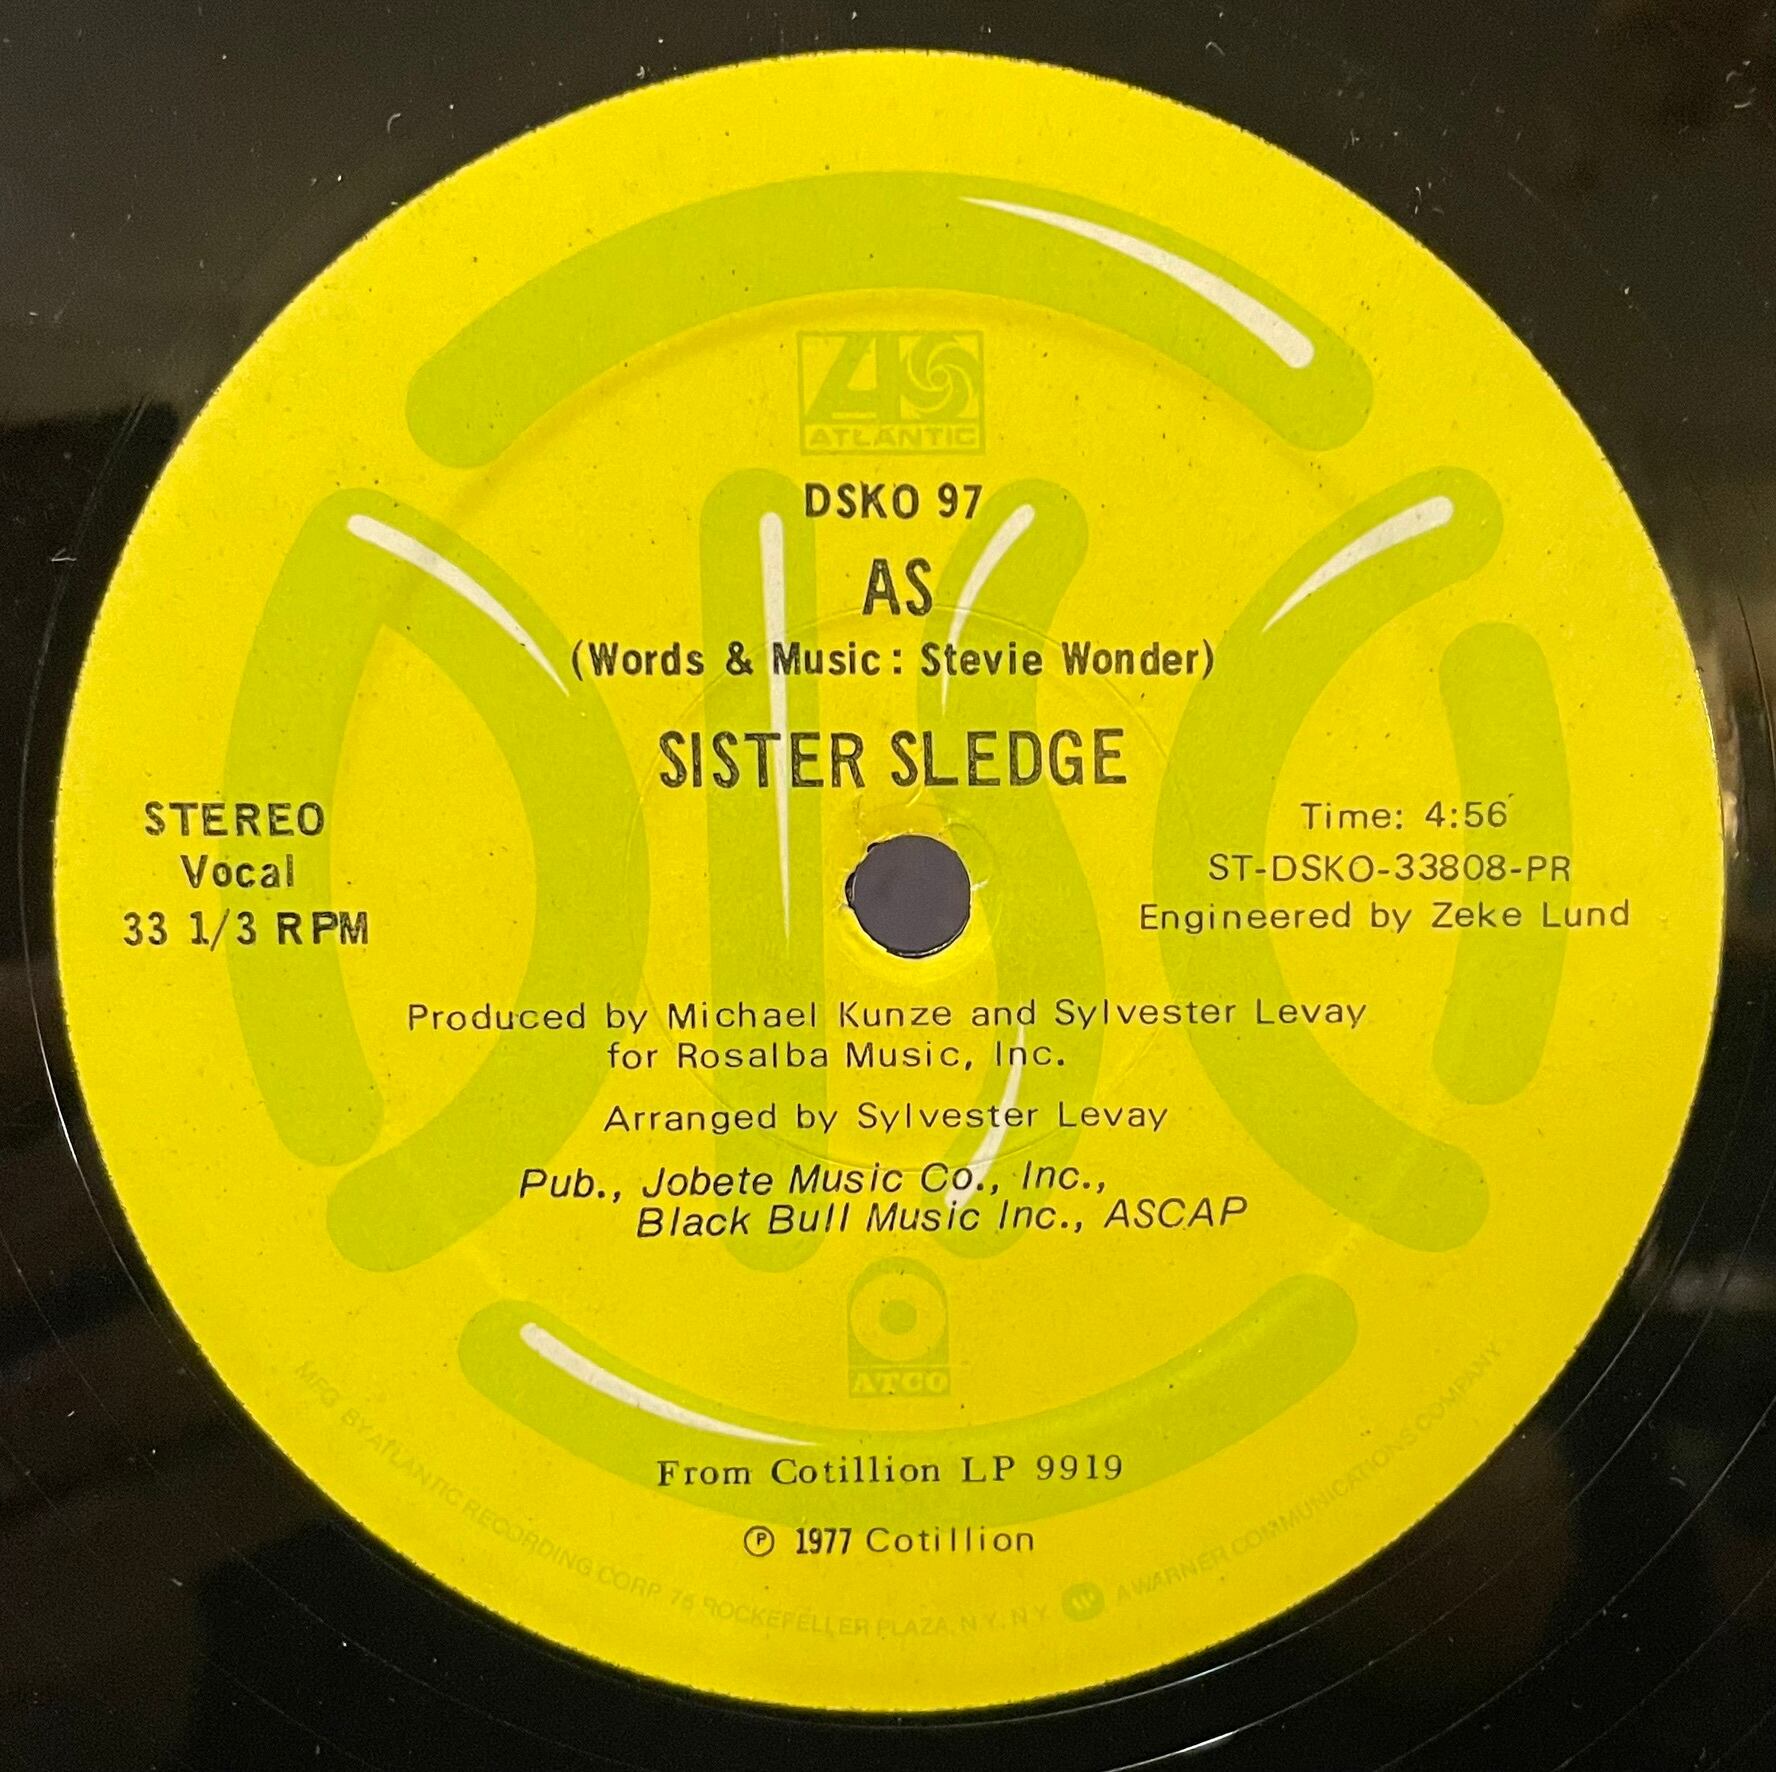 ATLANTIC
DSKO 97
AS
(Words & Music: Stevie Wonder)
SISTER SLEDGE
STEREO
Vocal
33 1/3 RPM
Time: 4:56
ST-DSKO-33808-PR
Engineered by Zeke Lund
Produced by Michael Kunze and Sylvester Levay
for Rosalba Music, Inc.
Arranged by Sylvester Levay
Pub., Jobete Music Co., Inc.,
Black Bull Music Inc., ASCAP
ATCO
From Cotillion LP 9919
℗ 1977 Cotillion
MFG BY ATLANTIC RECORDING CORP. 75 ROCKEFELLER PLAZA, N.Y., N.Y. A WARNER COMMUNICATIONS COMPANY
DISCO